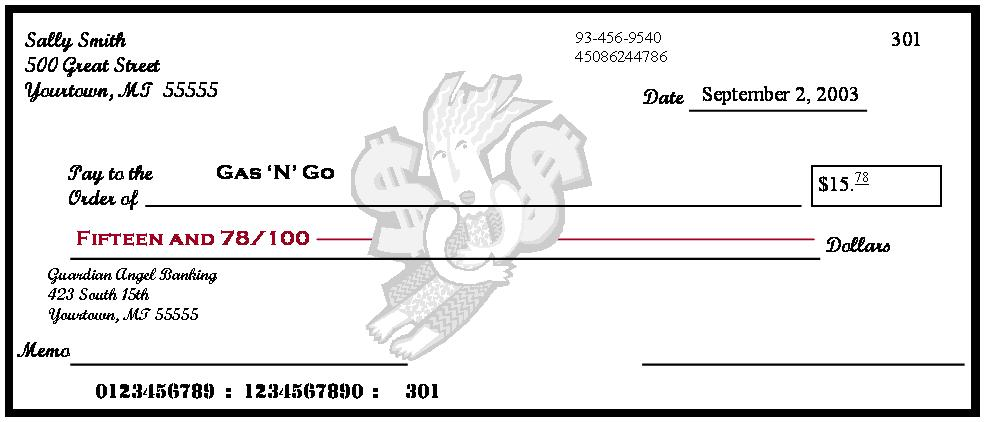 Sally Smith
500 Great Street
Yourtown, MT 55555
93-456-9540
45086244786
301
Date September 2, 2003
Pay to the
Order of GAS ‘N’ GO
$15.78
FIFTEEN AND 78/100
Dollars
Guardian Angel Banking
423 South 15th
Yourtown, MT 55555
Memo
0123456789 : 1234567890 : 301